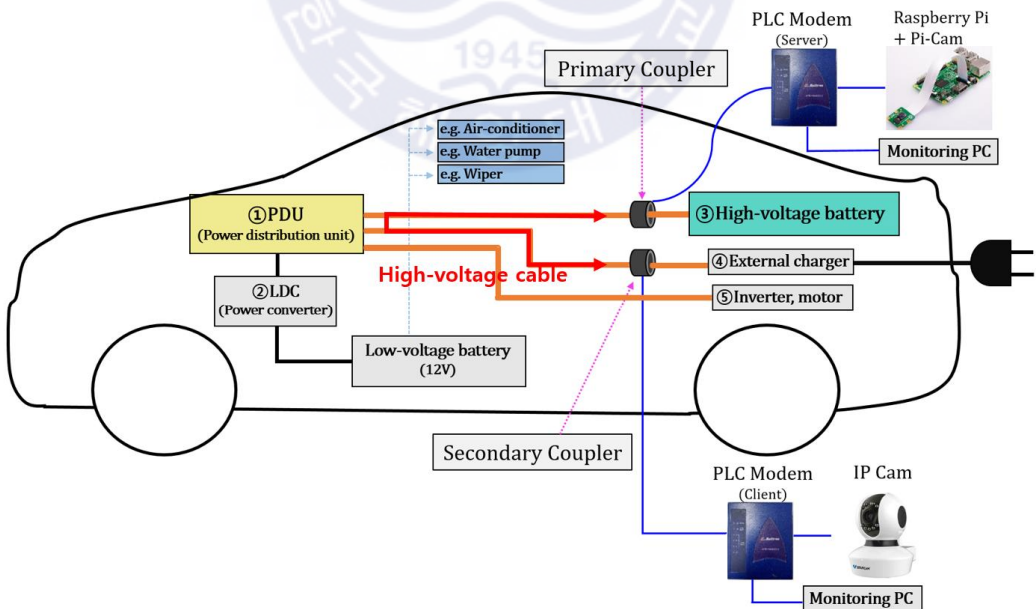 1945
PLC Modem
(Server)
Raspberry Pi
+ Pi-Cam
Primary Coupler
Monitoring PC
e.g. Air-conditioner
e.g. Water pump
e.g. Wiper
①PDU
(Power distribution unit)
③High-voltage battery
④External charger
High-voltage cable
②LDC
(Power converter)
⑤Inverter, motor
Low-voltage battery
(12V)
Secondary Coupler
PLC Modem
(Client)
IP Cam
Monitoring PC